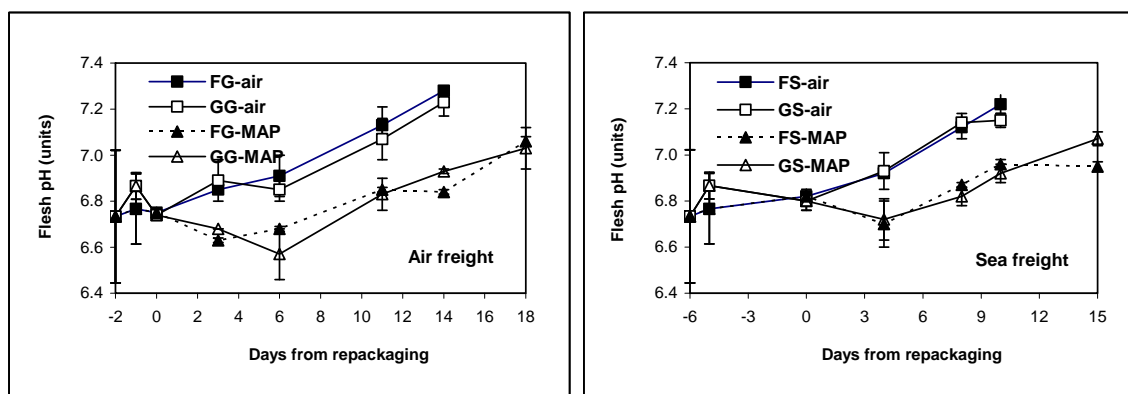 7.4
7.2
7.0
6.8
6.6
6.4
Flesh pH (units)
FG-air
GG-air
FG-MAP
GG-MAP
Air freight
-2 0 2 4 6 8 10 12 14 16 18
Days from repackaging
7.4
7.2
7.0
6.8
6.6
6.4
Flesh pH (units)
FS-air
GS-air
FS-MAP
GS-MAP
Sea freight
-6 -3 0 3 6 9 12 15
Days from repackaging